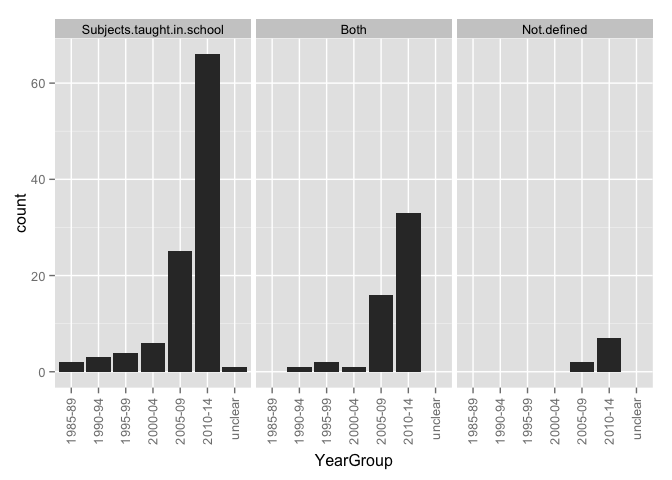 Subjects.taught.in.school Both Not.defined
60
40
20
0
count
1985-89 1990-94 1995-99 2000-04 2005-09 2010-14 unclear 1985-89 1990-94 1995-99 2000-04 2005-09 2010-14 unclear 1985-89 1990-94 1995-99 2000-04 2005-09 2010-14 unclear
YearGroup